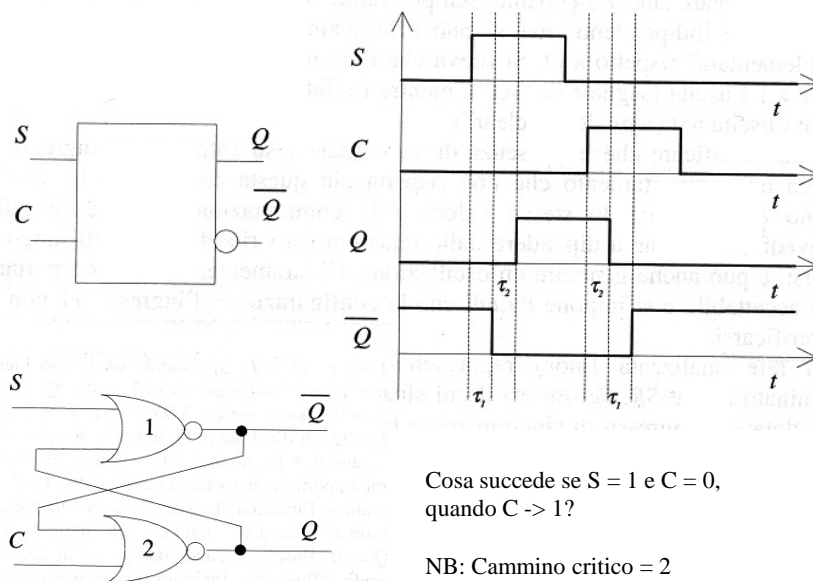 S
Q
C
Q̅
S
t
C
t
Q
τ₂
τ₂
t
Q̅
t
τ₁
τ₁
S
1
Q̅
C
2
Q
Cosa succede se S = 1 e C = 0,
quando C -> 1?
NB: Cammino critico = 2